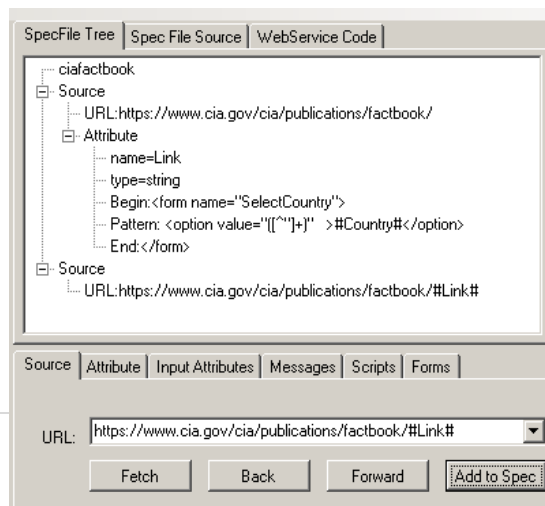 SpecFile Tree Spec File Source WebService Code
ciafactbook
Source
URL:https://www.cia.gov/cia/publications/factbook/
Attribute
name=Link
type=string
Begin:<form name="SelectCountry">
Pattern: <option value="([^"]+)"   >#Country#</option>
End:</form>
Source
URL:https://www.cia.gov/cia/publications/factbook/#Link#
Source Attribute Input Attributes Messages Scripts Forms
URL: https://www.cia.gov/cia/publications/factbook/#Link#
Fetch Back Forward Add to Spec